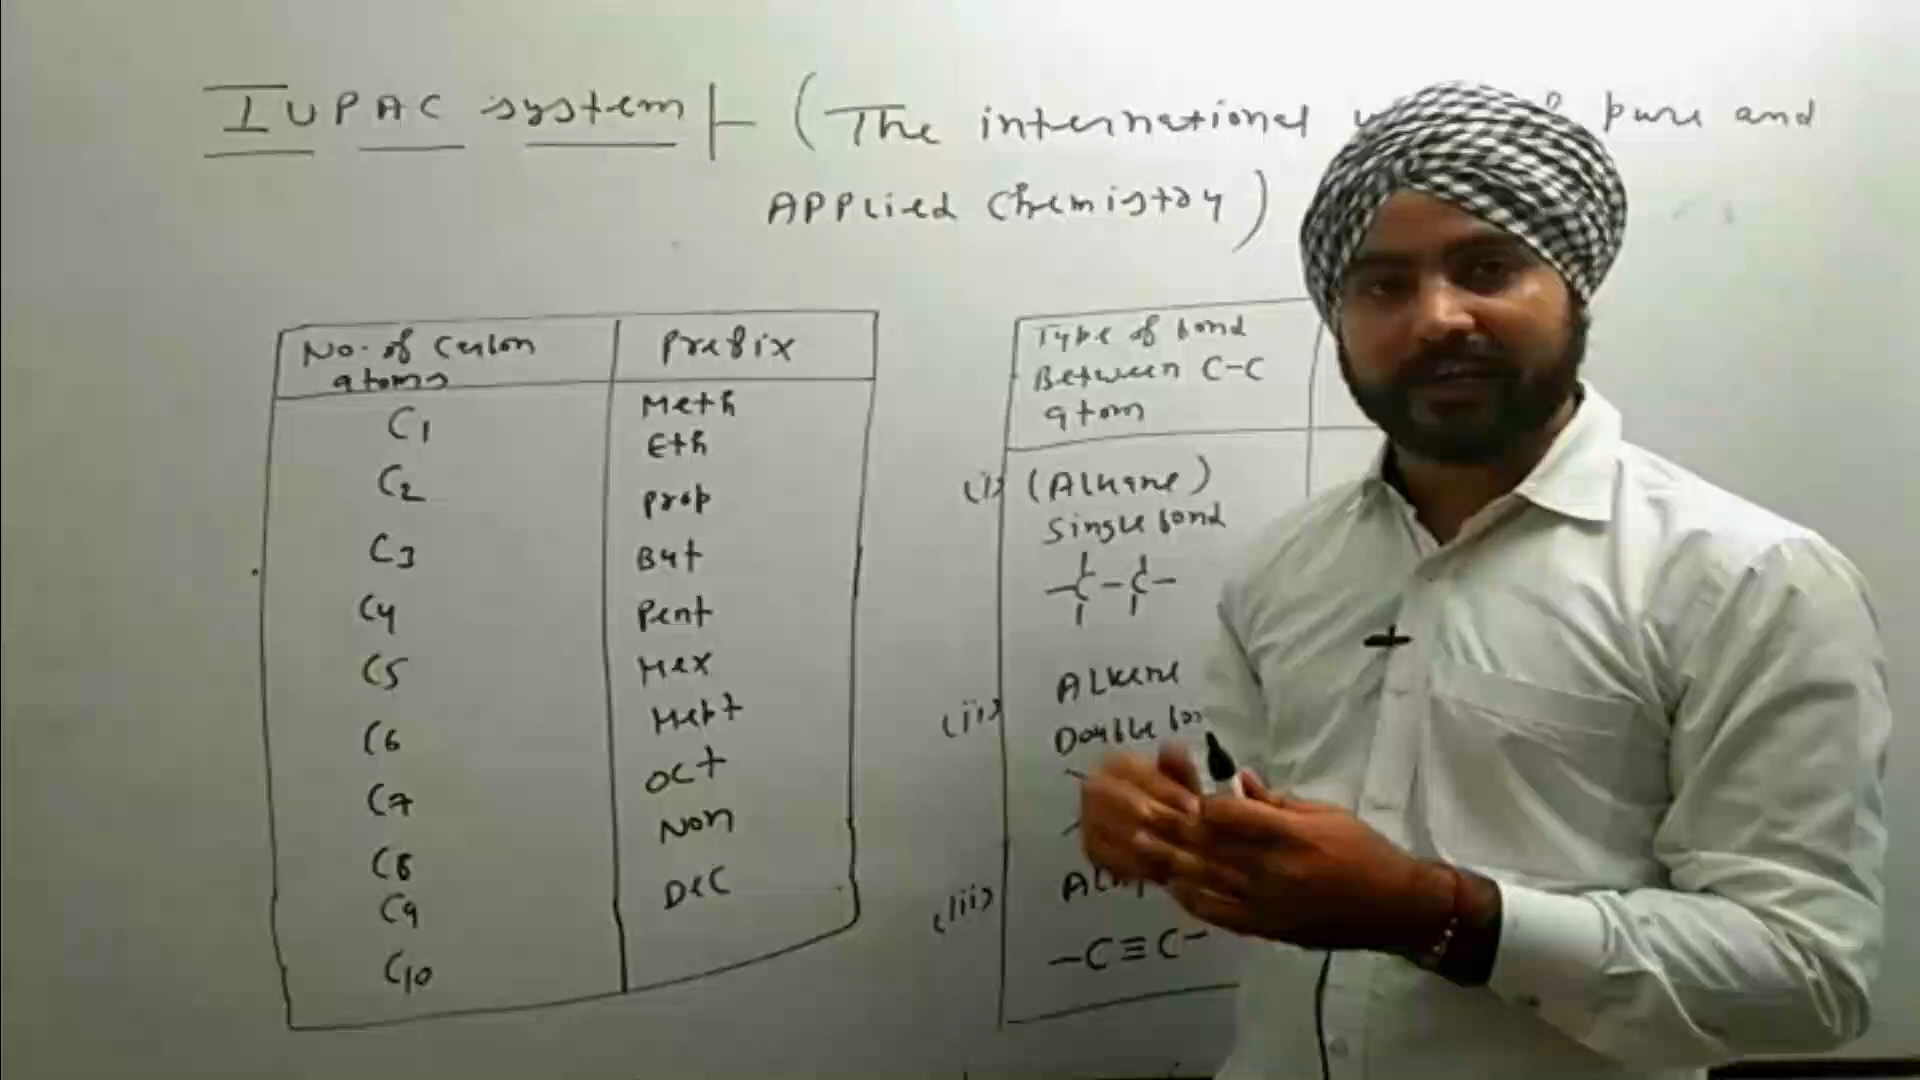 IUPAC system |- (The international pure and
APPlied Chemistry)
No. of Carbon
atoms
Prefix
C1
Meth
C2
Eth
C3
Prop
C4
But
C5
Pent
C6
Hex
C7
Hept
C8
Oct
C9
Non
C10
Dec
Type of bond
Between C-C
atom
(i) (Alkane)
Single bond
-C-C-
(ii) Alkene
Double
(iii)
-C≡C-